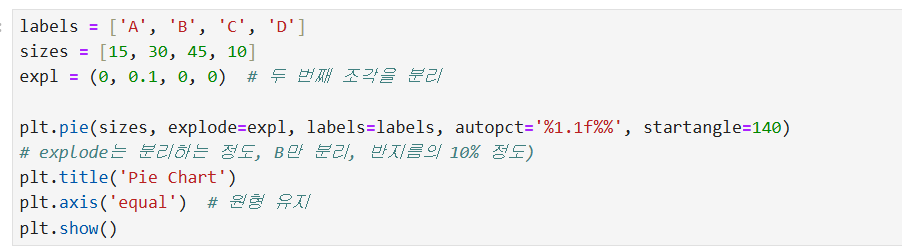 labels = ['A', 'B', 'C', 'D']
sizes = [15, 30, 45, 10]
expl = (0, 0.1, 0, 0)  # 두 번째 조각을 분리
plt.pie(sizes, explode=expl, labels=labels, autopct='%1.1f%%', startangle=140)
# explode는 분리하는 정도, B만 분리, 반지름의 10% 정도)
plt.title('Pie Chart')
plt.axis('equal')  # 원형 유지
plt.show()